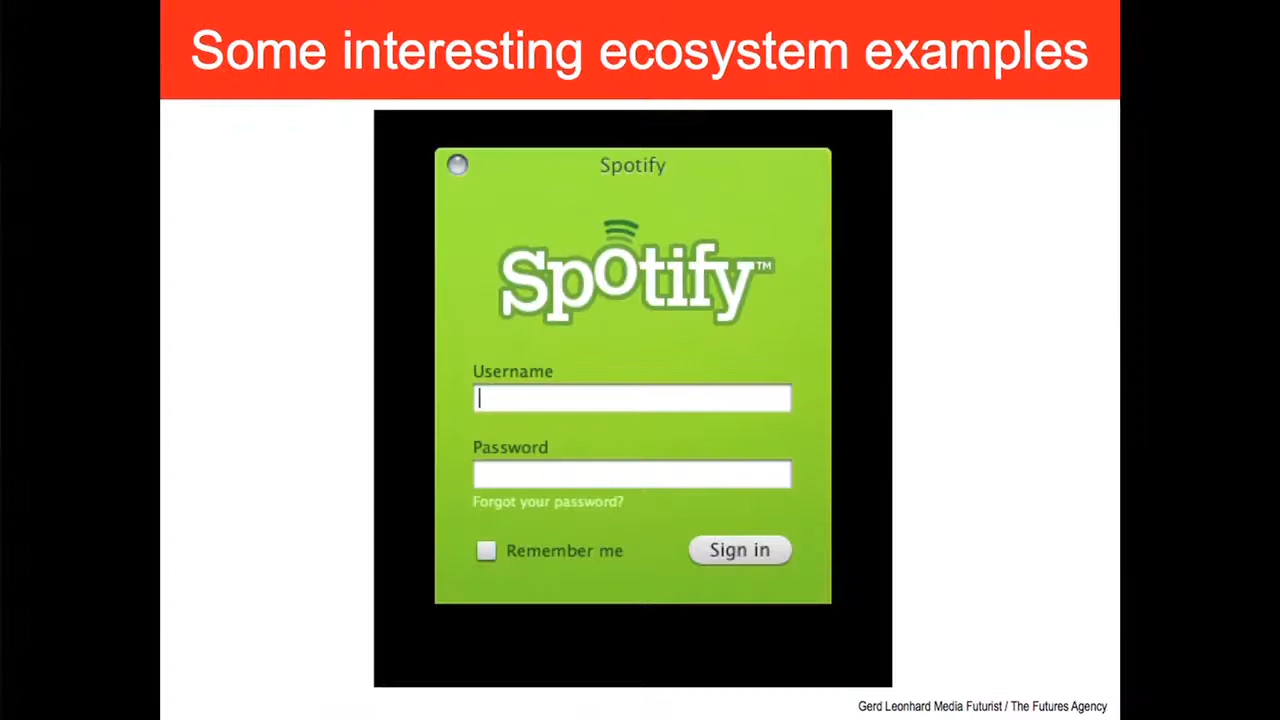 Some interesting ecosystem examples
Spotify
Spotify™
Username
Password
Forgot your password?
Remember me
Sign in
Gerd Leonhard Media Futurist / The Futures Agency